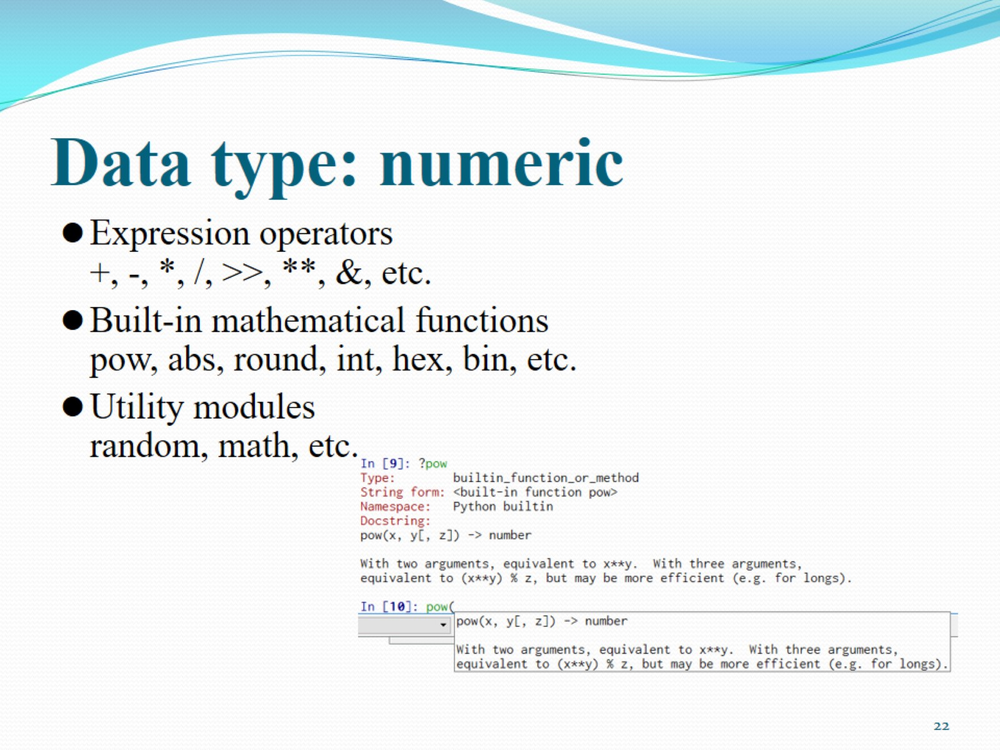 Data type: numeric
●Expression operators
+, -, *, /, >>, **, &, etc.
●Built-in mathematical functions
pow, abs, round, int, hex, bin, etc.
●Utility modules
random, math, etc.
In [9]: ?pow
Type:        builtin_function_or_method
String form: <built-in function pow>
Namespace:   Python builtin
Docstring:
pow(x, y[, z]) -> number
With two arguments, equivalent to x**y.  With three arguments,
equivalent to (x**y) % z, but may be more efficient (e.g. for longs).
In [10]: pow(
pow(x, y[, z]) -> number
With two arguments, equivalent to x**y.  With three arguments,
equivalent to (x**y) % z, but may be more efficient (e.g. for longs).
22